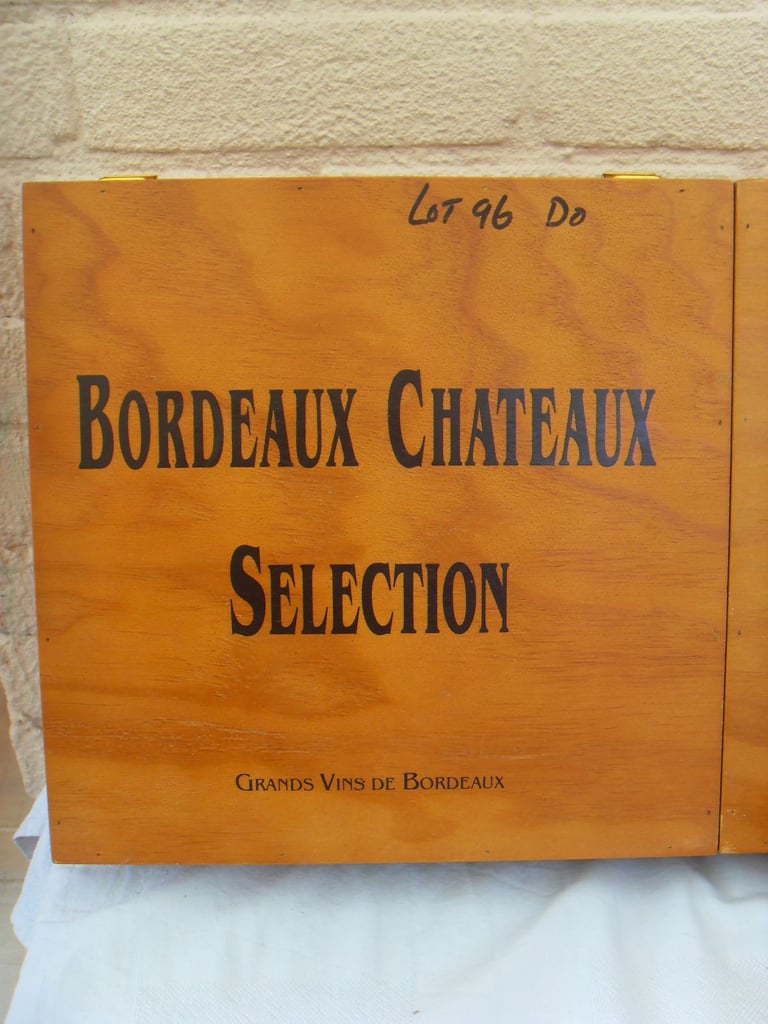 LOT 96 DO
BORDEAUX CHATEAUX
SELECTION
GRANDS VINS DE BORDEAUX